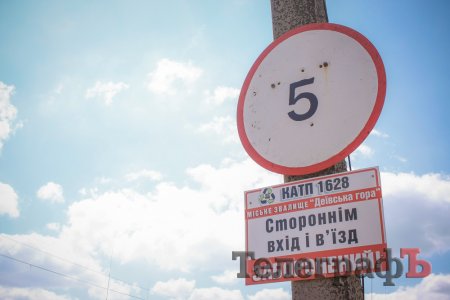 5
КАТП 1628
МІСЬКЕ ЗВАЛИЩЕ "Деївська гора"
Стороннім
вхід і в'їзд
ТелеграфЪ